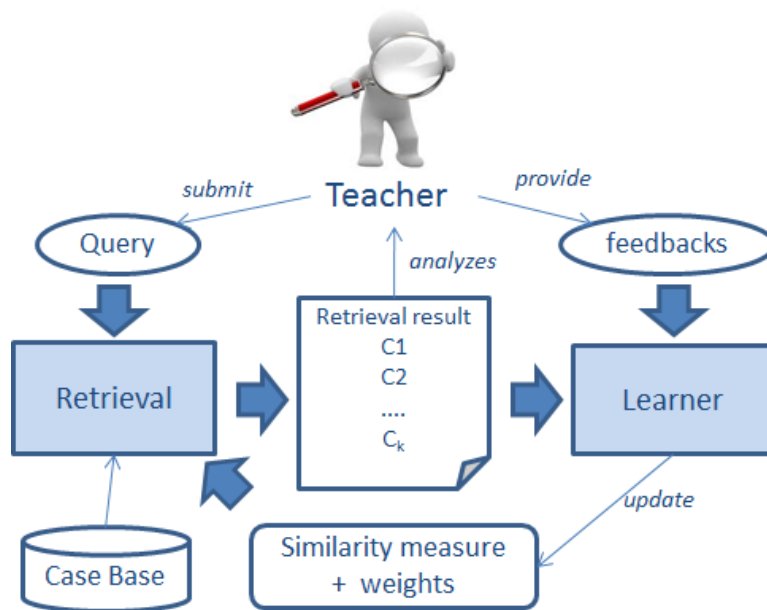 submit
Teacher
provide
Query
feedbacks
analyzes
Retrieval result
C1
C2
....
Ck
Retrieval
Learner
update
Case Base
Similarity measure
+ weights